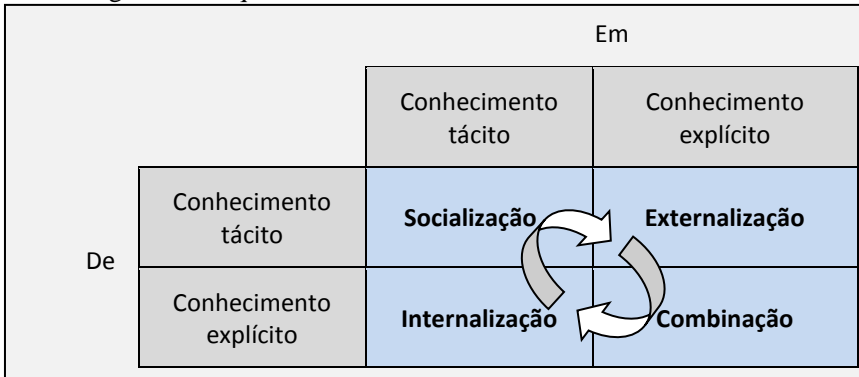 Em
Conhecimento
tácito
Conhecimento
explícito
De
Conhecimento
tácito
Socialização
Externalização
Conhecimento
explícito
Internalização
Combinação